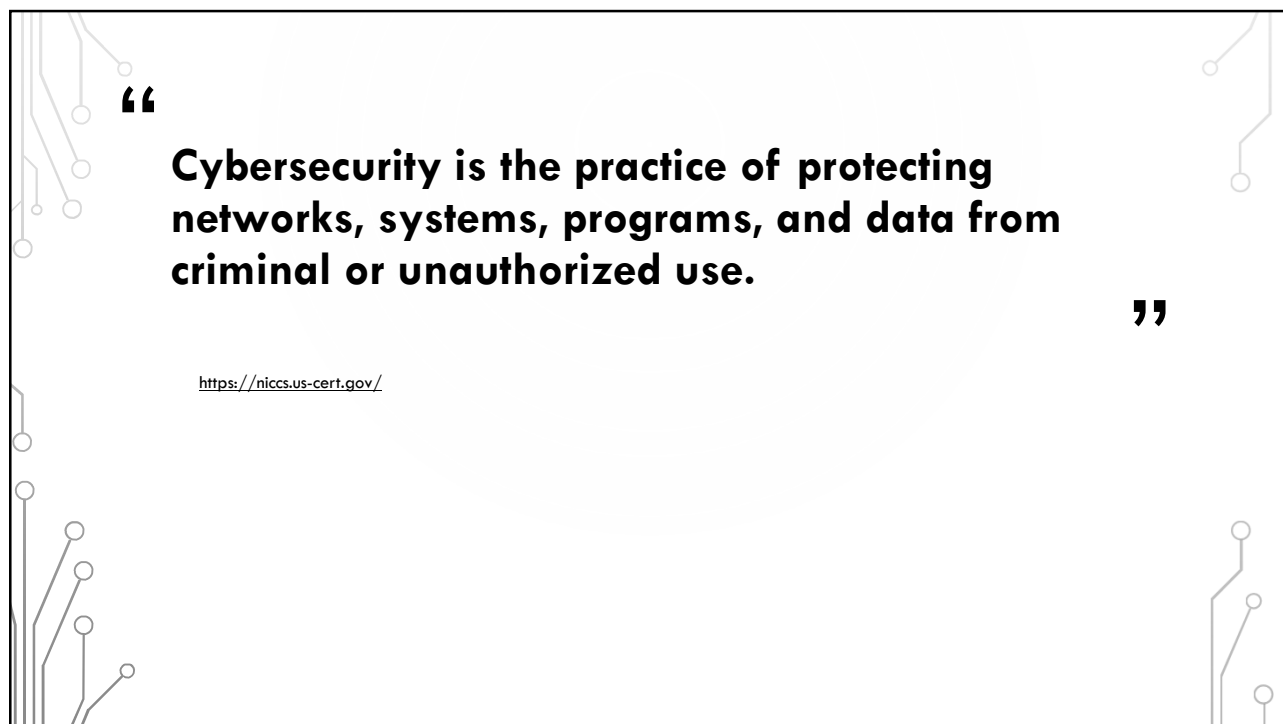 “
Cybersecurity is the practice of protecting
networks, systems, programs, and data from
criminal or unauthorized use.
”
https://niccs.us-cert.gov/